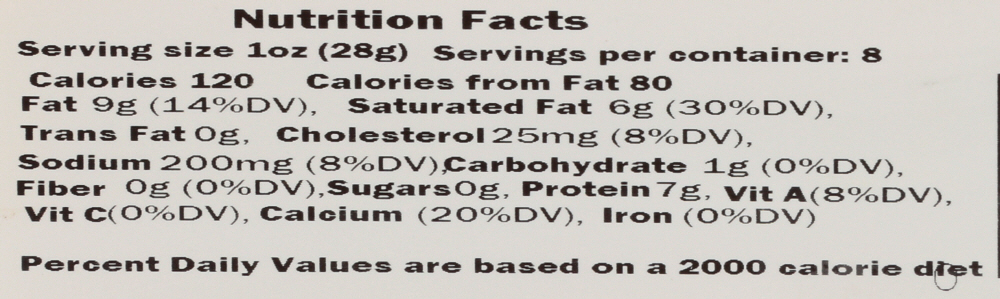 Nutrition Facts
Serving size 1oz (28g) Servings per container: 8
Calories 120 Calories from Fat 80
Fat 9g (14%DV), Saturated Fat 6g (30%DV),
Trans Fat 0g, Cholesterol 25mg (8%DV),
Sodium 200mg (8%DV),Carbohydrate 1g (0%DV),
Fiber 0g (0%DV),Sugars 0g, Protein 7g, Vit A(8%DV),
Vit C(0%DV), Calcium (20%DV), Iron (0%DV)
Percent Daily Values are based on a 2000 calorie diet